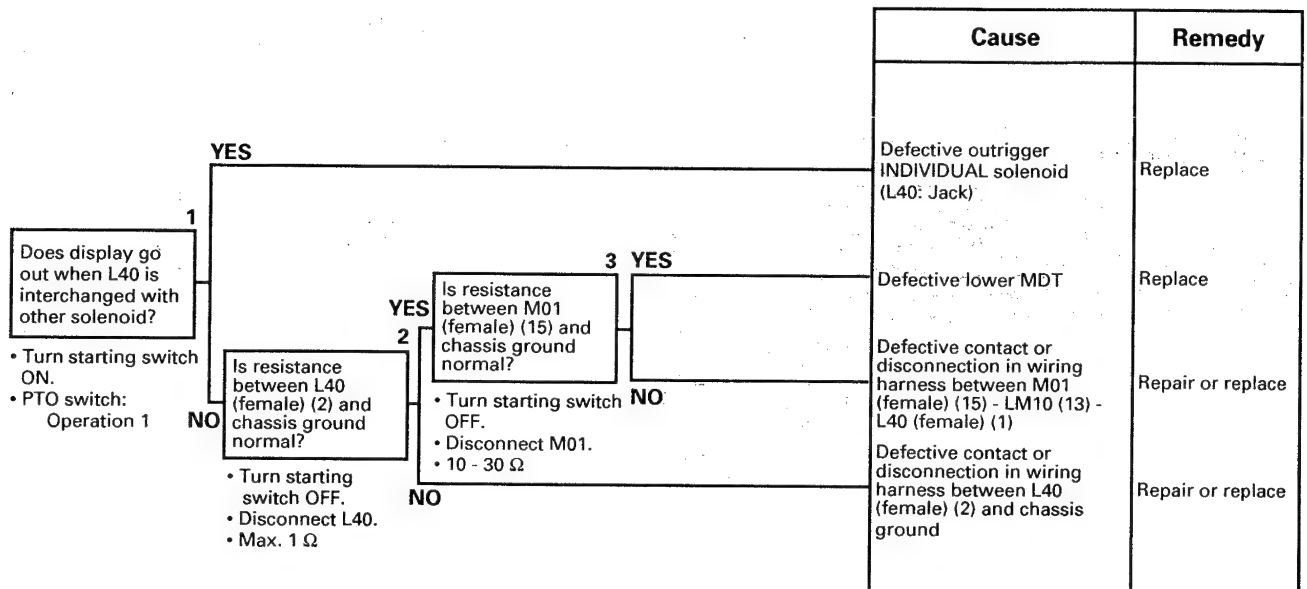 Cause
Remedy
YES
Defective outrigger
INDIVIDUAL solenoid
(L40: Jack)
Replace
1
Does display go
out when L40 is
interchanged with
other solenoid?
• Turn starting switch
ON.
• PTO switch:
Operation 1
NO
YES
2
Is resistance
between L40
(female) (2) and
chassis ground
normal?
• Turn starting
switch OFF.
• Disconnect L40.
• Max. 1 Ω
NO
3 YES
Is resistance
between M01
(female) (15) and
chassis ground
normal?
• Turn starting switch
OFF.
• Disconnect M01.
• 10 - 30 Ω
NO
Defective lower MDT
Replace
Defective contact or
disconnection in wiring
harness between M01
(female) (15) - LM10 (13) -
L40 (female) (1)
Repair or replace
Defective contact or
disconnection in wiring
harness between L40
(female) (2) and chassis
ground
Repair or replace